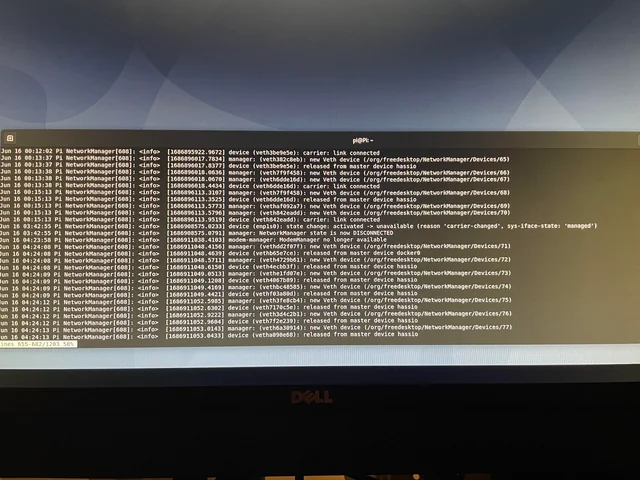 pi@Pi: ~
Jun 16 00:12:02 Pi NetworkManager[608]: <info>  [1686895922.9672] device (veth3be9e5e): carrier: link connected
Jun 16 00:13:37 Pi NetworkManager[608]: <info>  [1686896017.7834] manager: (veth382c8eb): new Veth device (/org/freedesktop/NetworkManager/Devices/65)
Jun 16 00:13:37 Pi NetworkManager[608]: <info>  [1686896017.8377] device (veth3be9e5e): released from master device hassio
Jun 16 00:13:38 Pi NetworkManager[608]: <info>  [1686896018.0636] manager: (veth7f9f458): new Veth device (/org/freedesktop/NetworkManager/Devices/66)
Jun 16 00:13:38 Pi NetworkManager[608]: <info>  [1686896018.0670] manager: (veth6dde16d): new Veth device (/org/freedesktop/NetworkManager/Devices/67)
Jun 16 00:13:38 Pi NetworkManager[608]: <info>  [1686896018.4434] device (veth6dde16d): carrier: link connected
Jun 16 00:15:13 Pi NetworkManager[608]: <info>  [1686896113.3107] manager: (veth7f9f458): new Veth device (/org/freedesktop/NetworkManager/Devices/68)
Jun 16 00:15:13 Pi NetworkManager[608]: <info>  [1686896113.3525] device (veth6dde16d): released from master device hassio
Jun 16 00:15:13 Pi NetworkManager[608]: <info>  [1686896113.5773] manager: (vethaf092a7): new Veth device (/org/freedesktop/NetworkManager/Devices/69)
Jun 16 00:15:13 Pi NetworkManager[608]: <info>  [1686896113.5796] manager: (veth842eadd): new Veth device (/org/freedesktop/NetworkManager/Devices/70)
Jun 16 00:15:13 Pi NetworkManager[608]: <info>  [1686896113.9539] device (veth842eadd): carrier: link connected
Jun 16 03:42:55 Pi NetworkManager[608]: <info>  [1686908575.0233] device (enp1s0): state change: activated -> unavailable (reason 'carrier-changed', sys-iface-state: 'managed')
Jun 16 03:42:55 Pi NetworkManager[608]: <info>  [1686908575.0791] manager: NetworkManager state is now DISCONNECTED
Jun 16 04:23:58 Pi NetworkManager[608]: <info>  [1686911038.4103] modem-manager: ModemManager no longer available
Jun 16 04:24:08 Pi NetworkManager[608]: <info>  [1686911048.4156] manager: (vethdd2f07f): new Veth device (/org/freedesktop/NetworkManager/Devices/71)
Jun 16 04:24:08 Pi NetworkManager[608]: <info>  [1686911048.4639] device (vethb65e7ce): released from master device docker0
Jun 16 04:24:08 Pi NetworkManager[608]: <info>  [1686911048.5711] manager: (veth4729b61): new Veth device (/org/freedesktop/NetworkManager/Devices/72)
Jun 16 04:24:08 Pi NetworkManager[608]: <info>  [1686911048.6150] device (veth4ecbb3f): released from master device hassio
Jun 16 04:24:09 Pi NetworkManager[608]: <info>  [1686911049.0513] manager: (vethe1fd07e): new Veth device (/org/freedesktop/NetworkManager/Devices/73)
Jun 16 04:24:09 Pi NetworkManager[608]: <info>  [1686911049.1208] device released from master device hassio
Jun 16 04:24:09 Pi NetworkManager[608]: <info>  [1686911049.4169] manager: (vethbc48585): new Veth device (/org/freedesktop/NetworkManager/Devices/74)
Jun 16 04:24:09 Pi NetworkManager[608]: <info>  [1686911049.4421] device released from master device hassio
Jun 16 04:24:12 Pi NetworkManager[608]: <info>  [1686911052.5905] manager: (veth3fe8cb4): new Veth device (/org/freedesktop/NetworkManager/Devices/75)
Jun 16 04:24:12 Pi NetworkManager[608]: <info>  device (veth7170c5e): released from master device hassio
Jun 16 04:24:12 Pi NetworkManager[608]: <info>  [1686911052.9222] manager: (veth3d4c2b1): new Veth device (/org/freedesktop/NetworkManager/Devices/76)
Jun 16 04:24:12 Pi NetworkManager[608]: <info>  [1686911052.9604] device (veth7f2e239): released from master device hassio
Jun 16 04:24:13 Pi NetworkManager[608]: <info>  [1686911053.0143] manager: (veth6a30914): new Veth device (/org/freedesktop/NetworkManager/Devices/77)
Jun 16 04:24:13 Pi NetworkManager[608]: <info>  [1686911053.0433] device (vetha090e68): released from master device hassio
ines 655-682/1203 58%
DELL